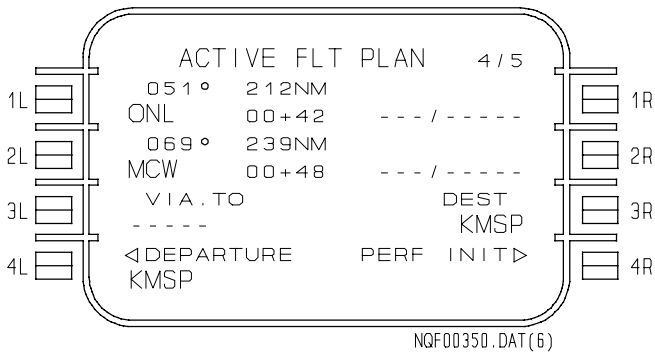 ACTIVE FLT PLAN 4/5
051° 212NM
1L 1R
ONL 00+42 ---/-----
069° 239NM
2L 2R
MCW 00+48 ---/-----
VIA.TO DEST
3L 3R
----- KMSP
◁DEPARTURE PERF INIT▷
4L 4R
KMSP
NQF00350.DAT(6)